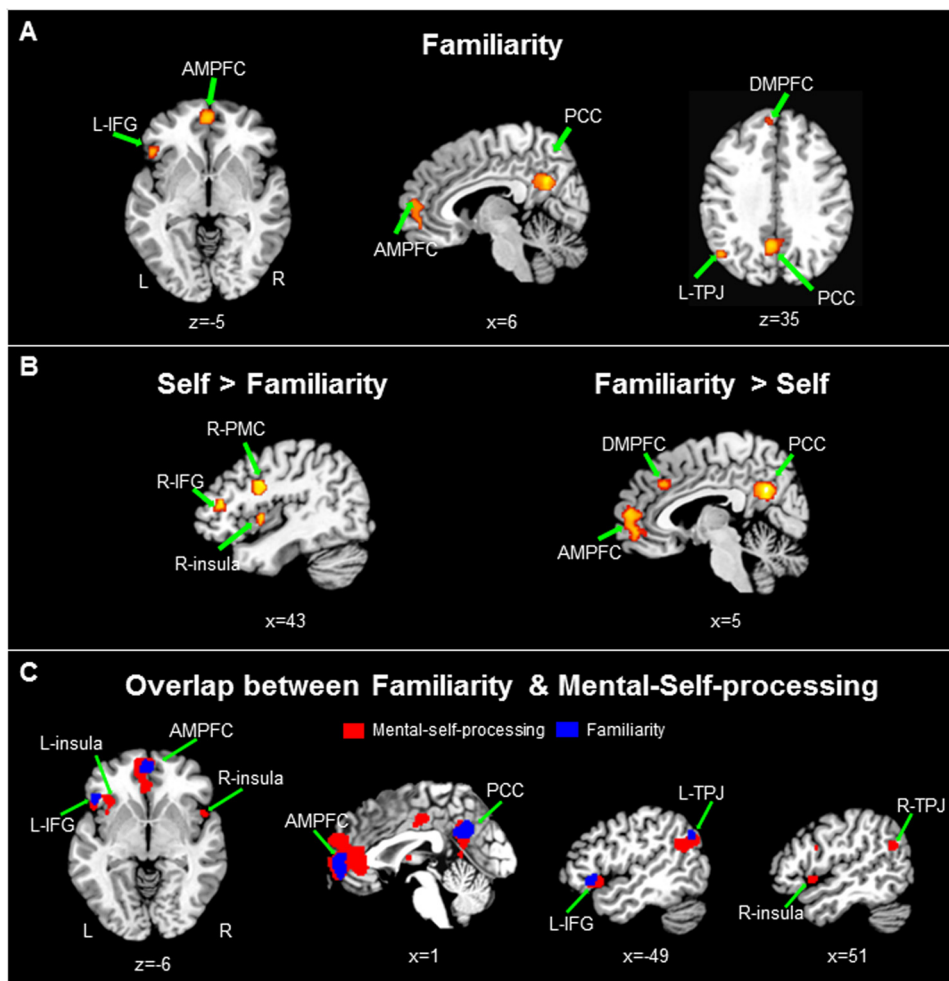 A
Familiarity
AMPFC
L-IFG
L
R
z=-5
PCC
AMPFC
x=6
DMPFC
L-TPJ
PCC
z=35
B
Self > Familiarity
R-PMC
R-IFG
R-insula
x=43
Familiarity > Self
DMPFC
PCC
AMPFC
x=5
C
Overlap between Familiarity & Mental-Self-processing
Mental-self-processing
Familiarity
AMPFC
L-insula
R-insula
L-IFG
L
R
z=-6
AMPFC
PCC
x=1
L-TPJ
L-IFG
x=-49
R-TPJ
R-insula
x=51